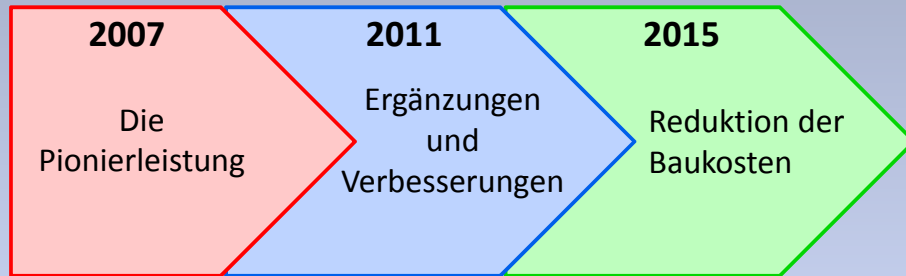 2007
Die
Pionierleistung
2011
Ergänzungen
und
Verbesserungen
2015
Reduktion der
Baukosten